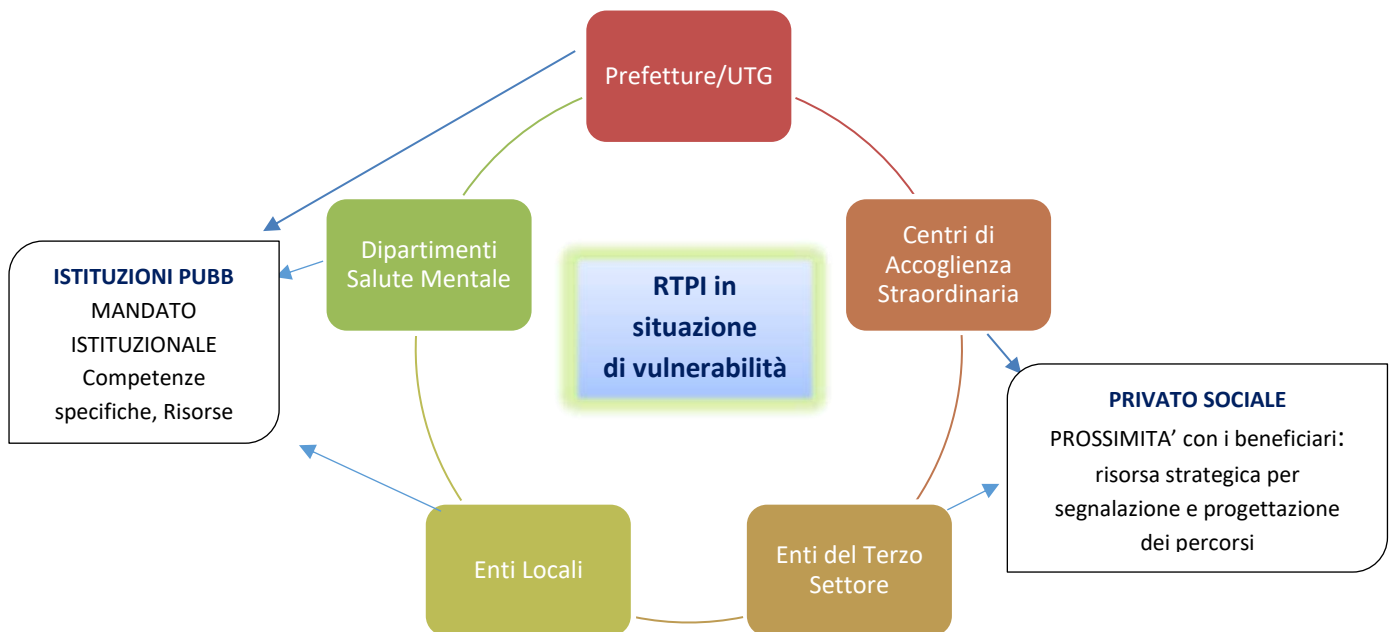 Prefetture/UTG
Dipartimenti
Salute Mentale
Centri di
Accoglienza
Straordinaria
RTPI in
situazione
di vulnerabilità
ISTITUZIONI PUBB
MANDATO
ISTITUZIONALE
Competenze
specifiche, Risorse
PRIVATO SOCIALE
PROSSIMITA’ con i beneficiari:
risorsa strategica per
segnalazione e progettazione
dei percorsi
Enti Locali
Enti del Terzo
Settore